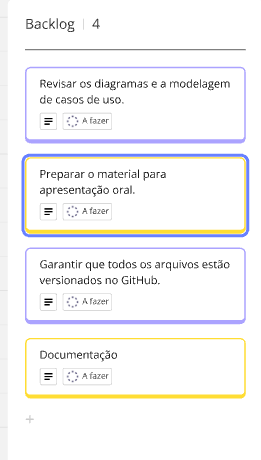 Backlog | 4
Revisar os diagramas e a modelagem
de casos de uso.
A fazer
Preparar o material para
apresentação oral.
A fazer
Garantir que todos os arquivos estão
versionados no GitHub.
A fazer
Documentação
A fazer
+